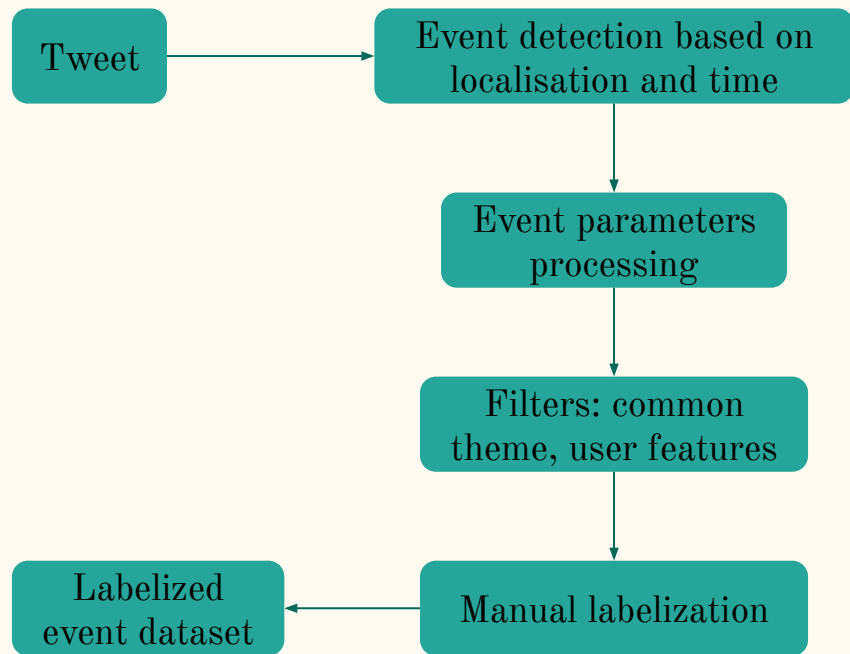 Tweet
Event detection based on
localisation and time
Event parameters
processing
Filters: common
theme, user features
Manual labelization
Labelized
event dataset